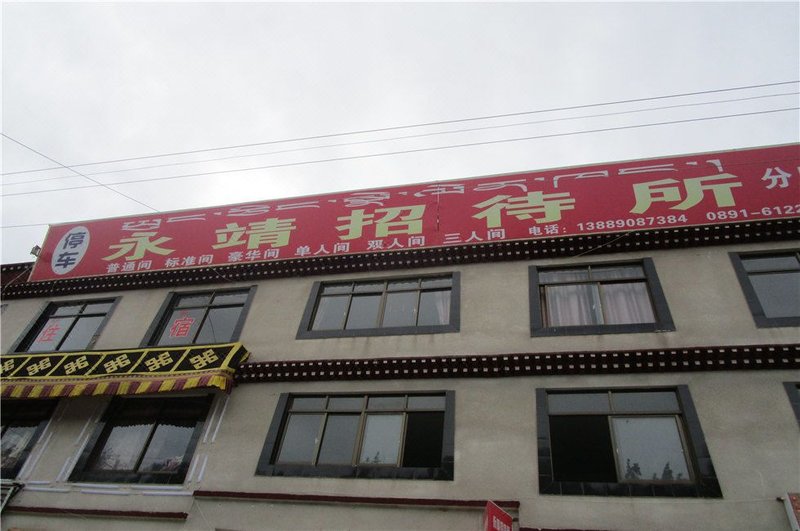 停车
永靖招待所 分
普通间 标准间 豪华间 单人间 双人间 三人间 电话：13889087384 0891-6122
住 宿